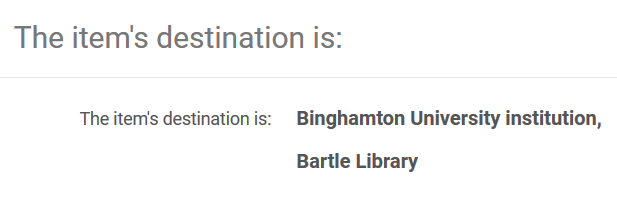 The item's destination is:
The item's destination is: Binghamton University institution,
Bartle Library